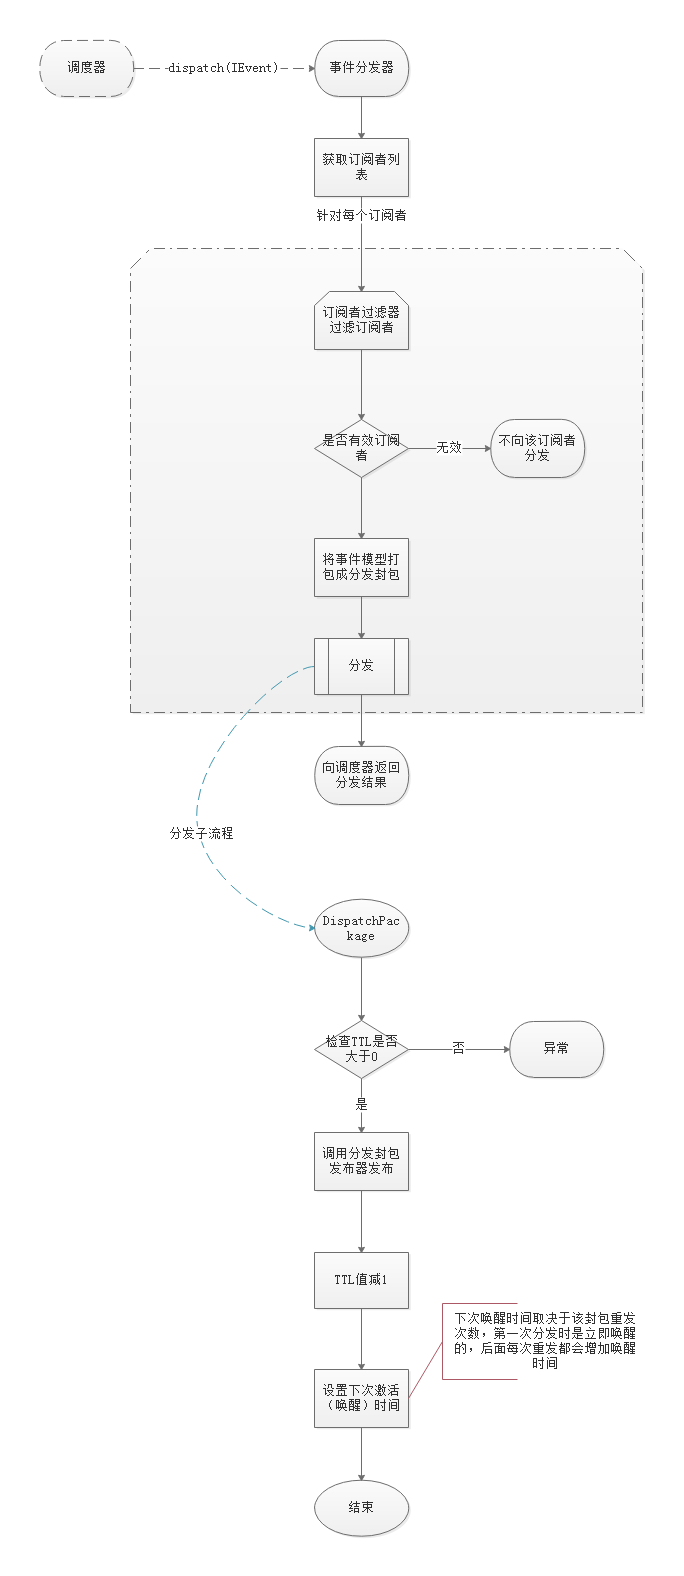 调度器
dispatch(IEvent)
事件分发器
获取订阅者列
表
针对每个订阅者
订阅者过滤器
过滤订阅者
是否有效订阅
者
无效
不向该订阅者
分发
将事件模型打
包成分发封包
分发
向调度器返回
分发结果
分发子流程
DispatchPac
kage
检查TTL是否
大于0
否
异常
是
调用分发封包
发布器发布
TTL值减1
下次唤醒时间取决于该封包重发
次数，第一次分发时是立即唤醒
的，后面每次重发都会增加唤醒
时间
设置下次激活
（唤醒）时间
结束